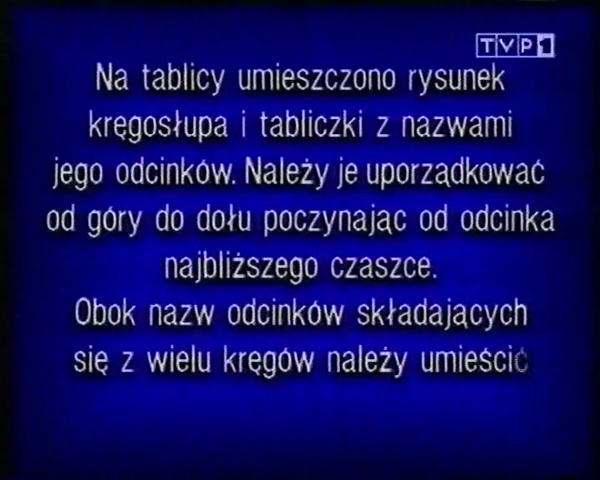 TVP1
Na tablicy umieszczono rysunek
kręgosłupa i tabliczki z nazwami
jego odcinków. Należy je uporządkować
od góry do dołu poczynając od odcinka
najbliższego czaszce.
Obok nazw odcinków składających
się z wielu kręgów należy umieścić